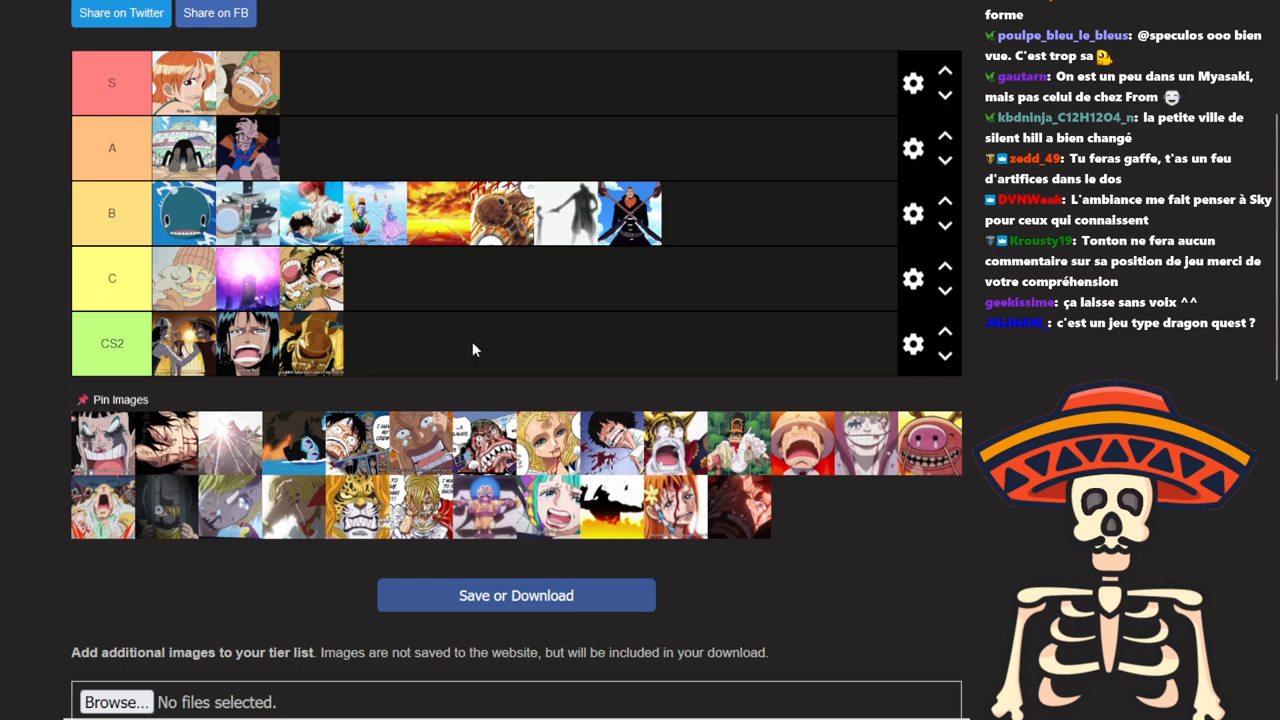 Share on Twitter
Share on FB
S
A
B
C
CS2
📌 Pin Images
Save or Download
Add additional images to your tier list. Images are not saved to the website, but will be included in your download.
Browse... No files selected.
forme
poulpe_bleu_le_bleus: @speculos ooo bien
vue. C'est trop sa
gautarn: On est un peu dans un Myasaki,
mais pas celui de chez From
kbdninja_C12H12O4_n: la petite ville de
silent hill a bien changé
zedd_49: Tu feras gaffe, t'as un feu
d'artifices dans le dos
DVNWeak: L'ambiance me fait penser à Sky
pour ceux qui connaissent
Krousty19: Tonton ne fera aucun
commentaire sur sa position de jeu merci de
votre compréhension
geekissime: ça laisse sans voix ^^
JSLIHAM_: c'est un jeu type dragon quest ?